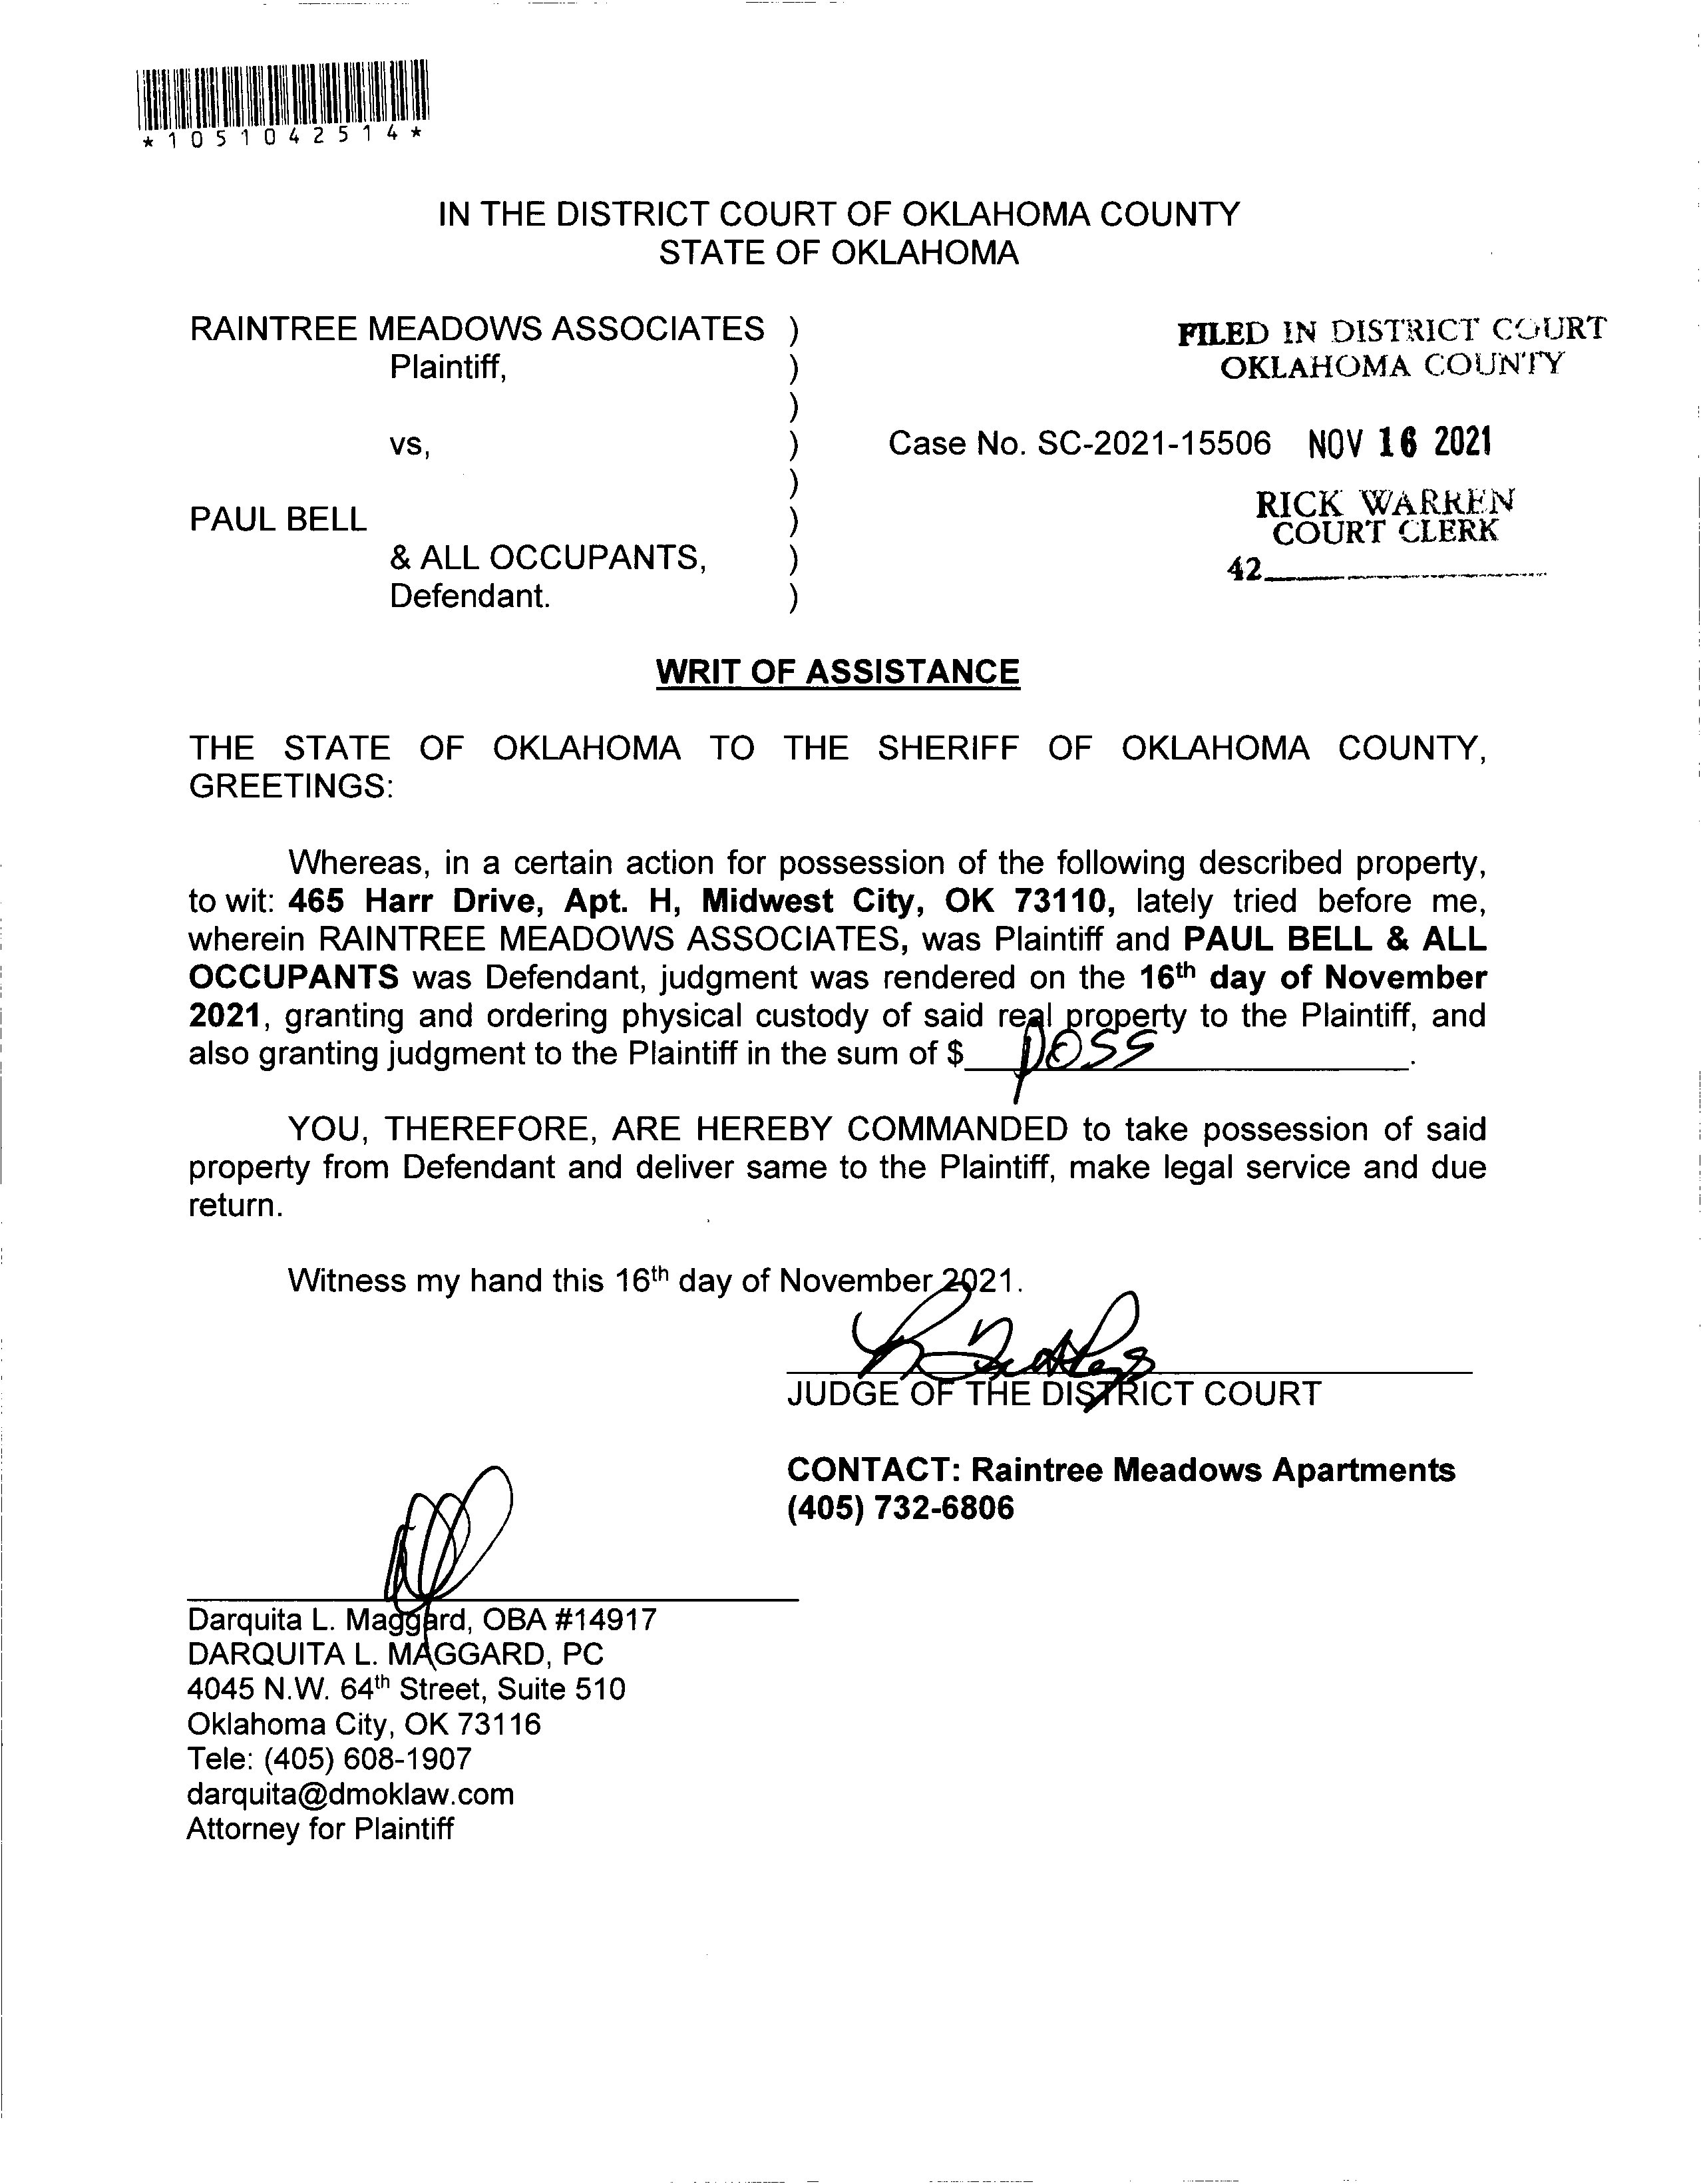 *1051042514*
IN THE DISTRICT COURT OF OKLAHOMA COUNTY
STATE OF OKLAHOMA
RAINTREE MEADOWS ASSOCIATES )
Plaintiff, )
)
vs, )
)
PAUL BELL )
& ALL OCCUPANTS, )
Defendant. )
FILED IN DISTRICT COURT
OKLAHOMA COUNTY
Case No. SC-2021-15506 NOV 16 2021
RICK WARREN
COURT CLERK
42
WRIT OF ASSISTANCE
THE STATE OF OKLAHOMA TO THE SHERIFF OF OKLAHOMA COUNTY,
GREETINGS:
Whereas, in a certain action for possession of the following described property,
to wit: 465 Harr Drive, Apt. H, Midwest City, OK 73110, lately tried before me,
wherein RAINTREE MEADOWS ASSOCIATES, was Plaintiff and PAUL BELL & ALL
OCCUPANTS was Defendant, judgment was rendered on the 16th day of November
2021, granting and ordering physical custody of said real property to the Plaintiff, and
also granting judgment to the Plaintiff in the sum of $ poss.
YOU, THEREFORE, ARE HEREBY COMMANDED to take possession of said
property from Defendant and deliver same to the Plaintiff, make legal service and due
return.
Witness my hand this 16th day of November 2021.
JUDGE OF THE DISTRICT COURT
CONTACT: Raintree Meadows Apartments
(405) 732-6806
Darquita L. Maggard, OBA #14917
DARQUITA L. MAGGARD, PC
4045 N.W. 64th Street, Suite 510
Oklahoma City, OK 73116
Tele: (405) 608-1907
darquita@dmoklaw.com
Attorney for Plaintiff